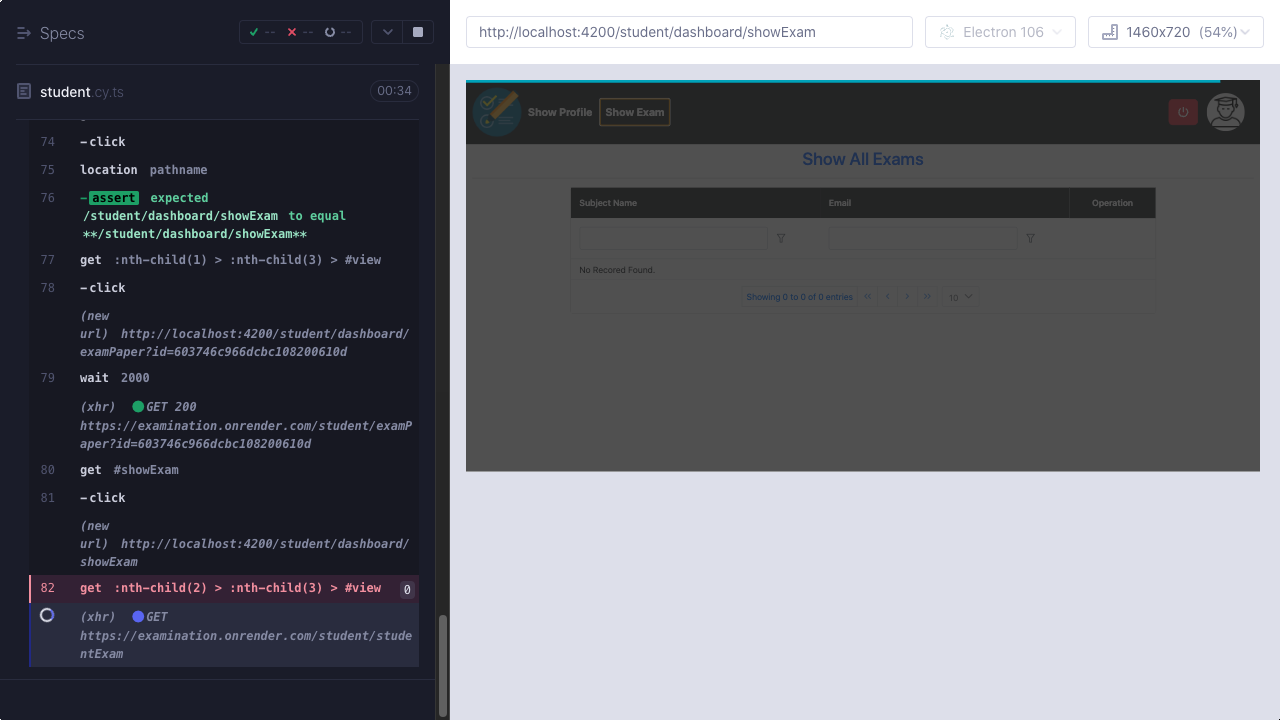 Specs
--
--
--
student.cy.ts
00:34
74 -click
75 location pathname
76 -assert expected
/student/dashboard/showExam to equal
**/student/dashboard/showExam**
77 get :nth-child(1) > :nth-child(3) > #view
78 -click
(new
url) http://localhost:4200/student/dashboard/
examPaper?id=603746c966dcbc108200610d
79 wait 2000
(xhr) GET 200
https://examination.onrender.com/student/examP
aper?id=603746c966dcbc108200610d
80 get #showExam
81 -click
(new
url) http://localhost:4200/student/dashboard/
showExam
82 get :nth-child(2) > :nth-child(3) > #view 0
(xhr) GET
https://examination.onrender.com/student/stude
ntExam
http://localhost:4200/student/dashboard/showExam
Electron 106
1460x720 (54%)
Show Profile
Show Exam
Show All Exams
Subject Name Email Operation
No Recored Found.
Showing 0 to 0 of 0 entries
10